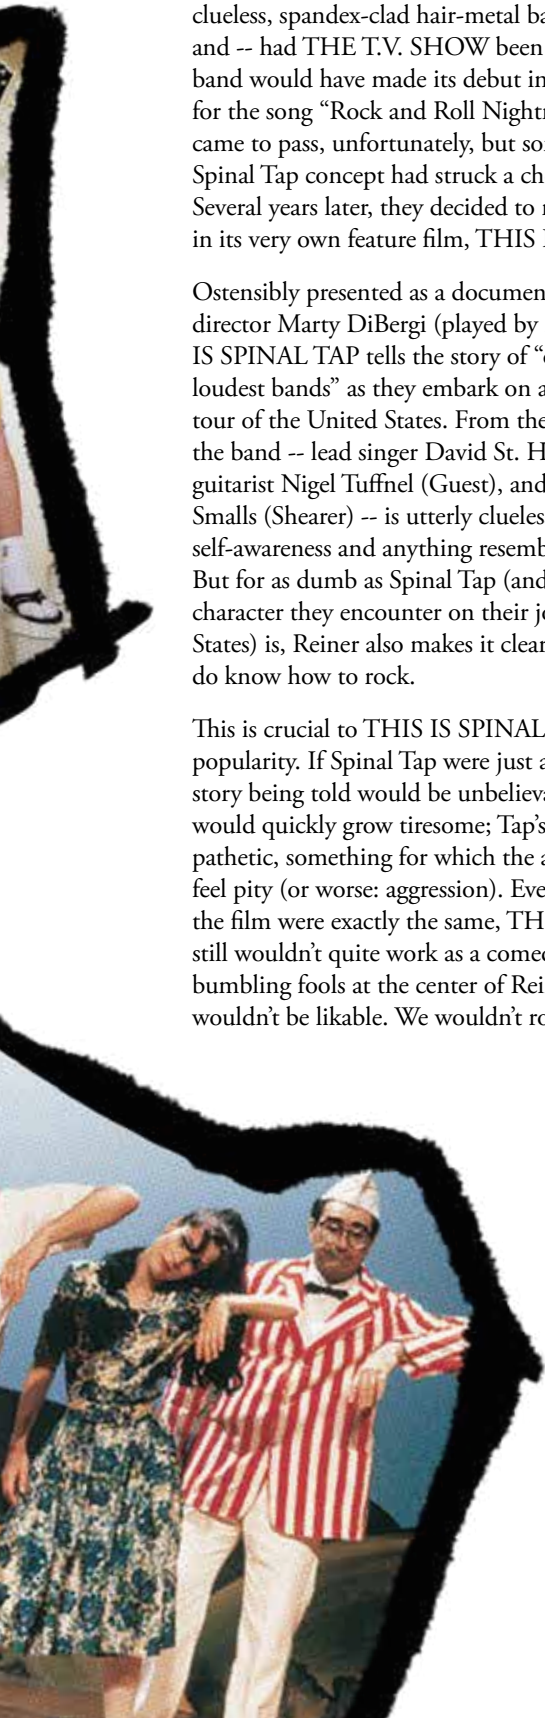 clueless, spandex-clad hair-metal ba
and -- had THE T.V. SHOW been
band would have made its debut in
for the song “Rock and Roll Nightm
came to pass, unfortunately, but so
Spinal Tap concept had struck a ch
Several years later, they decided to
in its very own feature film, THIS
Ostensibly presented as a documen
director Marty DiBergi (played by
IS SPINAL TAP tells the story of “
loudest bands” as they embark on a
tour of the United States. From the
the band -- lead singer David St. H
guitarist Nigel Tuffnel (Guest), and
Smalls (Shearer) -- is utterly clueles
self-awareness and anything resemb
But for as dumb as Spinal Tap (and
character they encounter on their jo
States) is, Reiner also makes it clear
do know how to rock.
This is crucial to THIS IS SPINAL
popularity. If Spinal Tap were just a
story being told would be unbelieva
would quickly grow tiresome; Tap’s
pathetic, something for which the a
feel pity (or worse: aggression). Eve
the film were exactly the same, TH
still wouldn’t quite work as a come
bumbling fools at the center of Rei
wouldn’t be likable. We wouldn’t ro